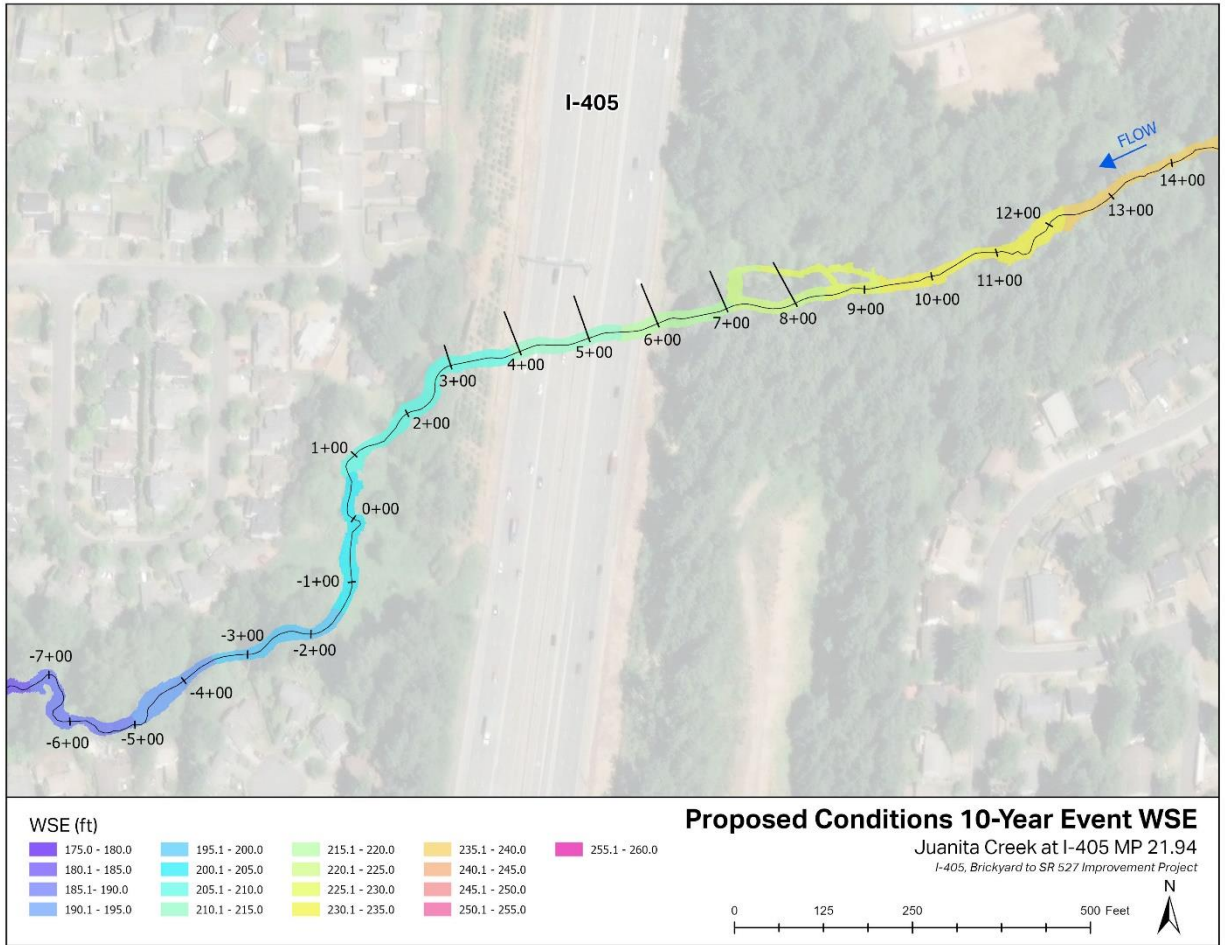 I-405
FLOW
14+00
13+00
12+00
11+00
10+00
9+00
8+00
7+00
6+00
5+00
4+00
3+00
2+00
1+00
0+00
-1+00
-2+00
-3+00
-4+00
-5+00
-6+00
-7+00
WSE (ft)
175.0 - 180.0
180.1 - 185.0
185.1 - 190.0
190.1 - 195.0
195.1 - 200.0
200.1 - 205.0
205.1 - 210.0
210.1 - 215.0
215.1 - 220.0
220.1 - 225.0
225.1 - 230.0
230.1 - 235.0
235.1 - 240.0
240.1 - 245.0
245.1 - 250.0
250.1 - 255.0
255.1 - 260.0
Proposed Conditions 10-Year Event WSE
Juanita Creek at I-405 MP 21.94
I-405, Brickyard to SR 527 Improvement Project
N
0 125 250 500 Feet